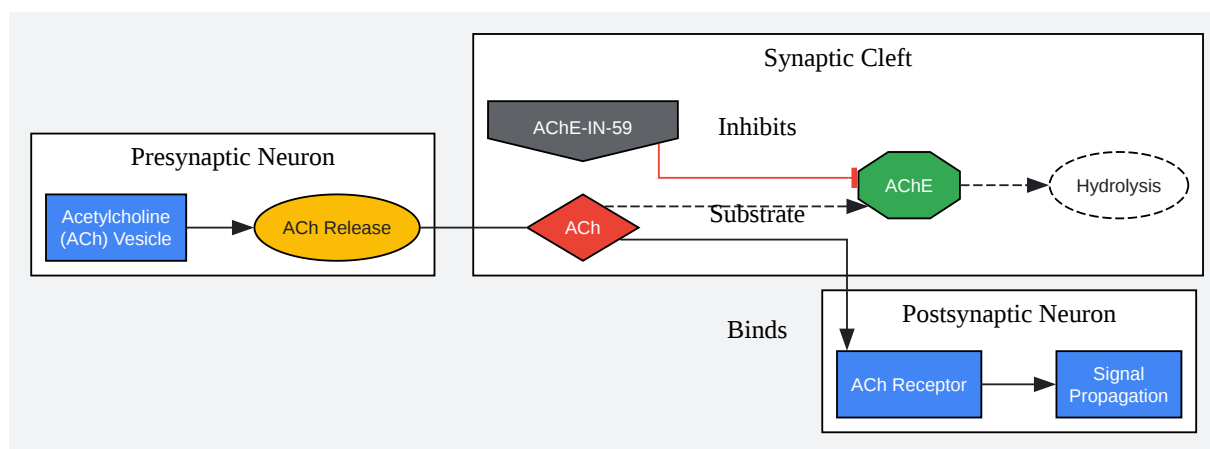 Synaptic Cleft
AChE-IN-59
Inhibits
Presynaptic Neuron
AChE
Hydrolysis
Acetylcholine
(ACh) Vesicle
ACh Release
ACh
Substrate
Postsynaptic Neuron
Binds
ACh Receptor
Signal
Propagation